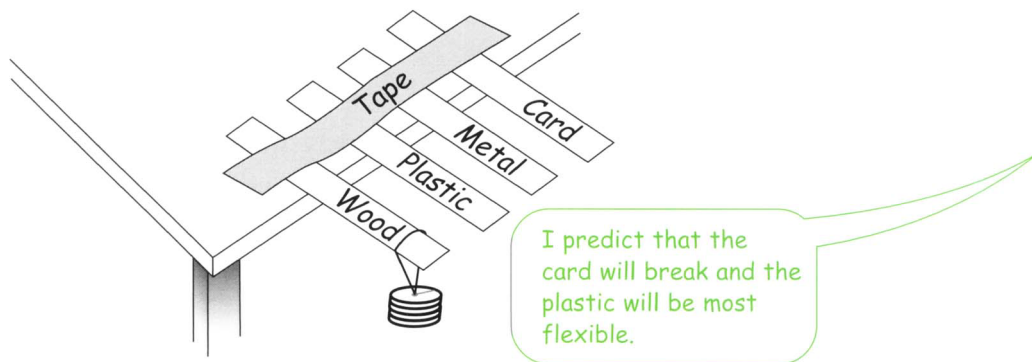 Tape
Card
Metal
Plastic
Wood
I predict that the
card will break and the
plastic will be most
flexible.